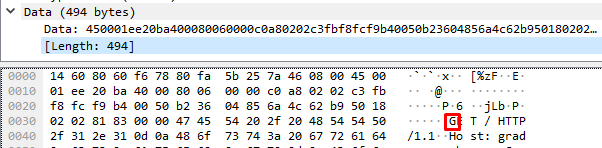 Data (494 bytes)
Data: 450001ee20ba400080060000c0a80202c3fbf8fcf9b40050b23604856a4c62b950180202…
[Length: 494]
0000 14 60 80 60 f6 78 80 fa 5b 25 7a 46 08 00 45 00 ·`·`·x·· [%zF··E·
0010 01 ee 20 ba 40 00 80 06 00 00 c0 a8 02 02 c3 fb ·· ·@··· ········
0020 f8 fc f9 b4 00 50 b2 36 04 85 6a 4c 62 b9 50 18 ·····P·6 ··jLb·P·
0030 02 02 81 83 00 00 47 45 54 20 2f 20 48 54 54 50 ······GE T / HTTP
0040 2f 31 2e 31 0d 0a 48 6f 73 74 3a 20 67 72 61 64 /1.1··Ho st: grad